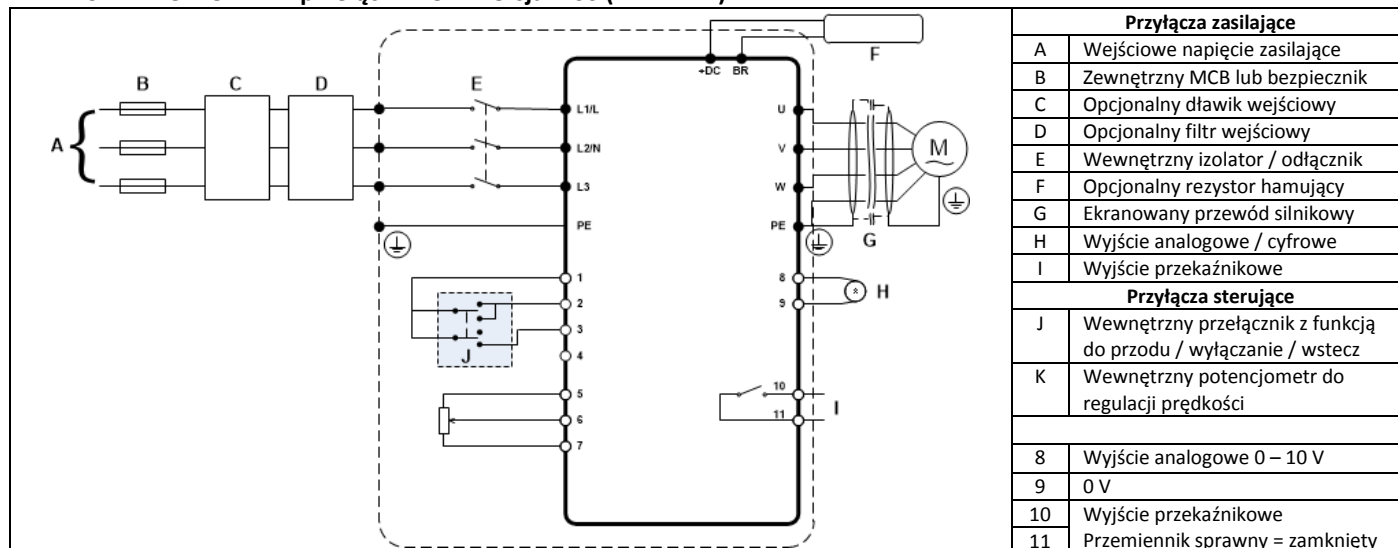 F
+DC BR
B C D E
A
L1/L
L2/N
L3
PE
U
V
W
PE
M
G
1
2
3
4
J
5
6
7
8
9
H
10
11
I
Przyłącza zasilające
A Wejściowe napięcie zasilające
B Zewnętrzny MCB lub bezpiecznik
C Opcjonalny dławik wejściowy
D Opcjonalny filtr wejściowy
E Wewnętrzny izolator / odłącznik
F Opcjonalny rezystor hamujący
G Ekranowany przewód silnikowy
H Wyjście analogowe / cyfrowe
I Wyjście przekaźnikowe
Przyłącza sterujące
J Wewnętrzny przełącznik z funkcją
do przodu / wyłączanie / wstecz
K Wewnętrzny potencjometr do
regulacji prędkości
8 Wyjście analogowe 0 – 10 V
9 0 V
10 Wyjście przekaźnikowe
11 Przemiennik sprawny = zamknięty